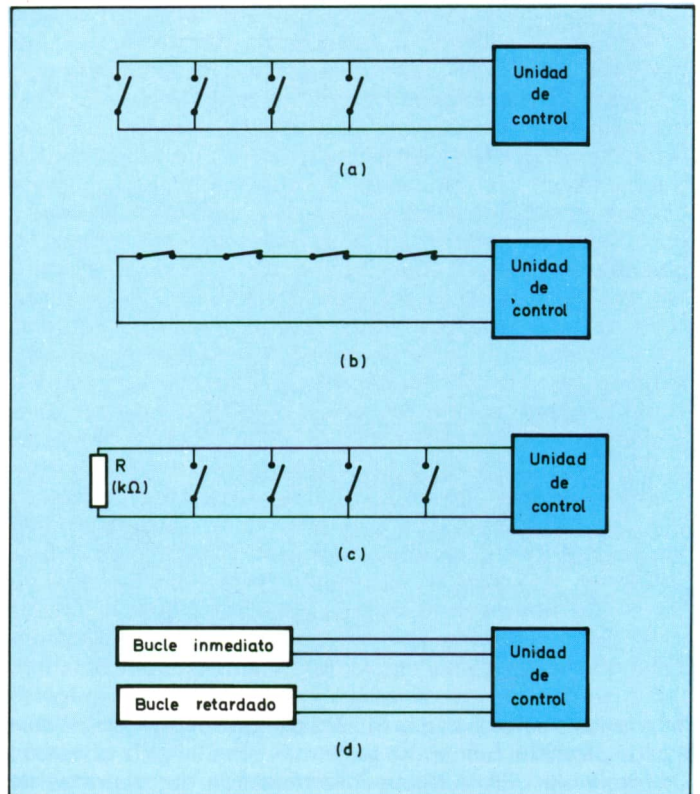 Unidad
de
control
(a)
Unidad
de
control
(b)
R
(kΩ)
Unidad
de
control
(c)
Bucle inmediato
Bucle retardado
Unidad
de
control
(d)